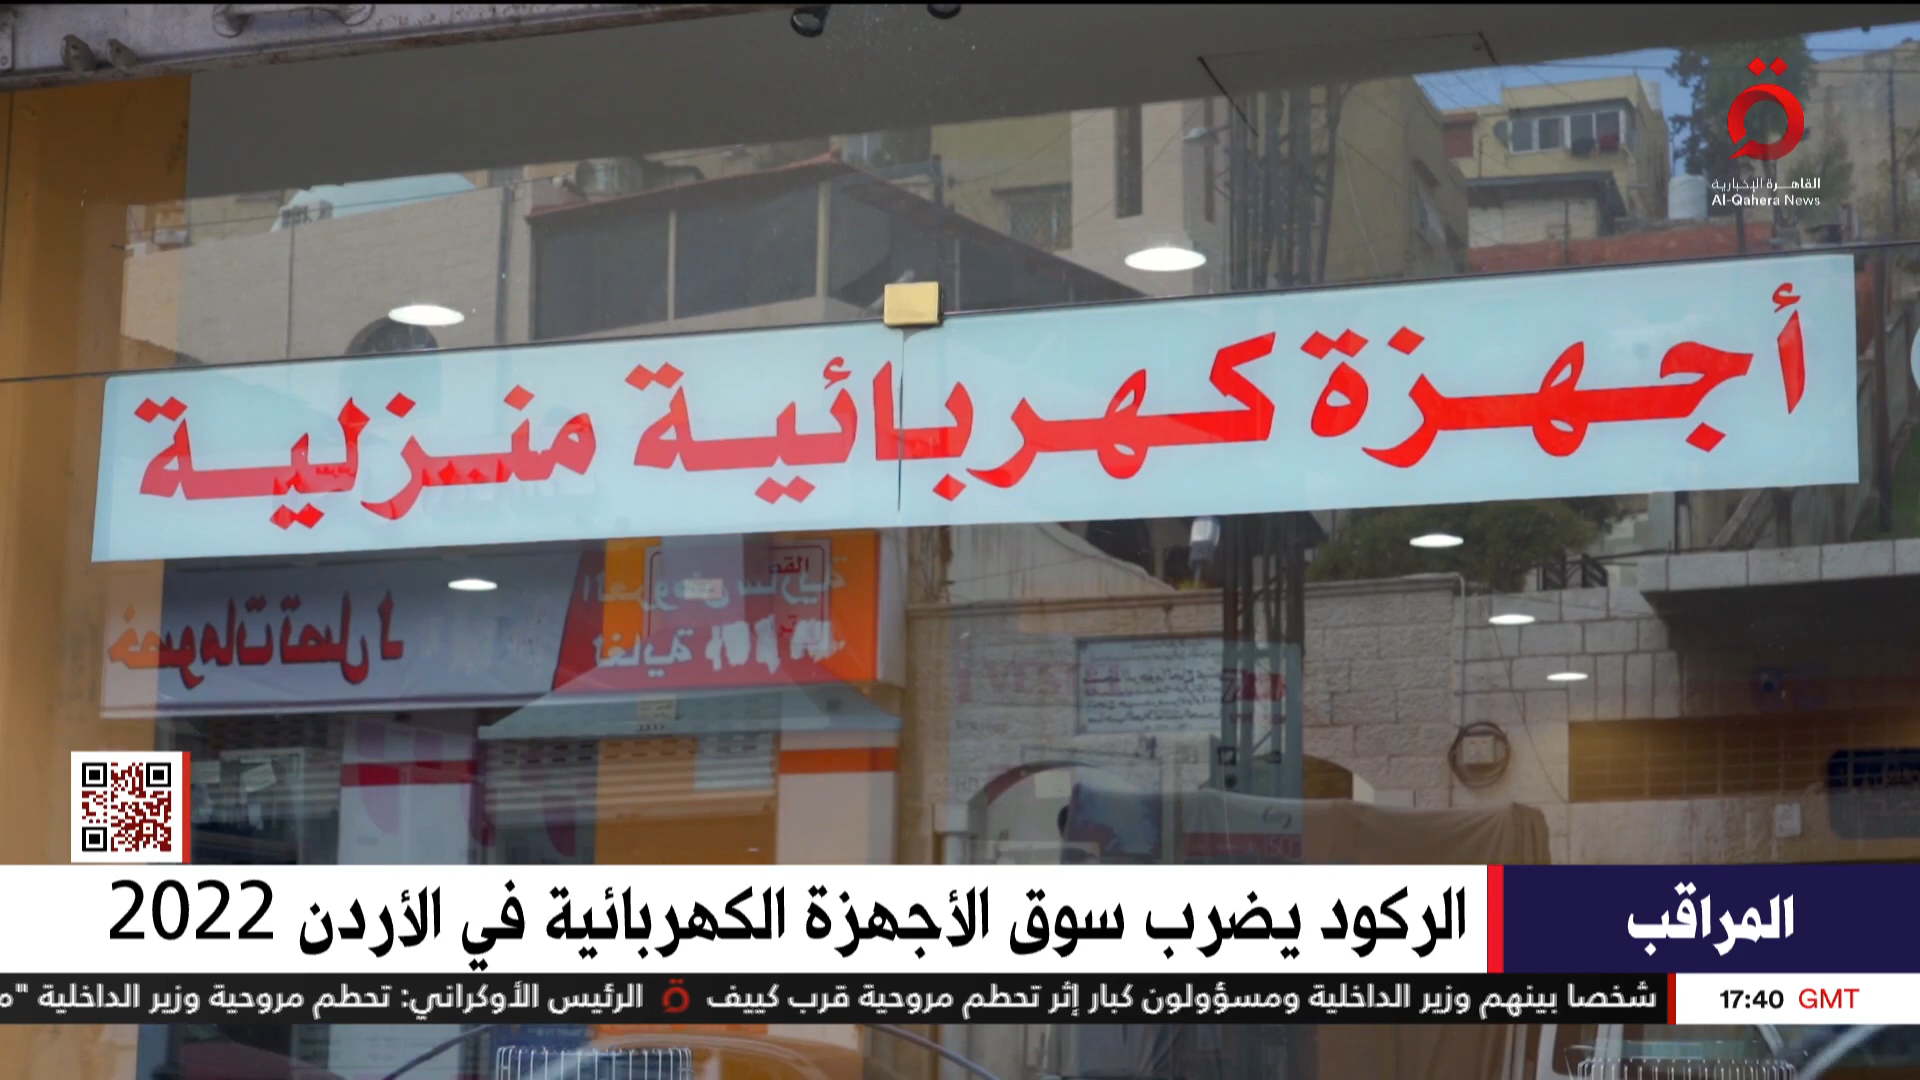 القاهرة الإخبارية
Al-Qahera News
أجهزة كهربائية منزلية
المراقب
الركود يضرب سوق الأجهزة الكهربائية في الأردن 2022
17:40 GMT
شخصا بينهم وزير الداخلية ومسؤولون كبار إثر تحطم مروحية قرب كييف الرئيس الأوكراني: تحطم مروحية وزير الداخلية